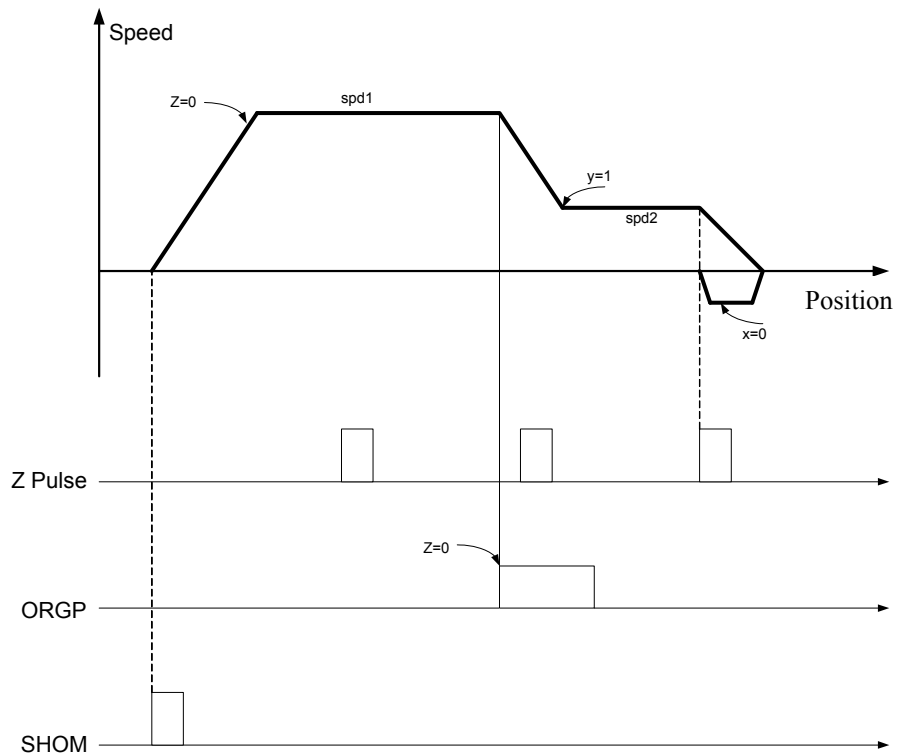 Speed
Z=0
spd1
y=1
spd2
Position
x=0
Z Pulse
Z=0
ORGP
SHOM